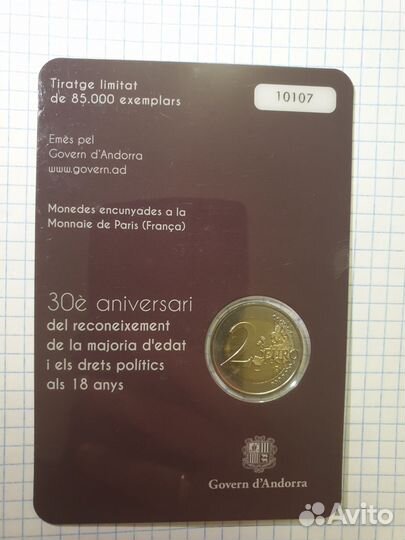 Tiratge limitat
de 85.000 exemplars
10107
Emès pel
Govern d'Andorra
www.govern.ad
Monedes encunyades a la
Monnaie de Paris (França)
30è aniversari
del reconeixement
de la majoria d'edat
i els drets polítics
als 18 anys
2 EURO
Govern d'Andorra
Avito